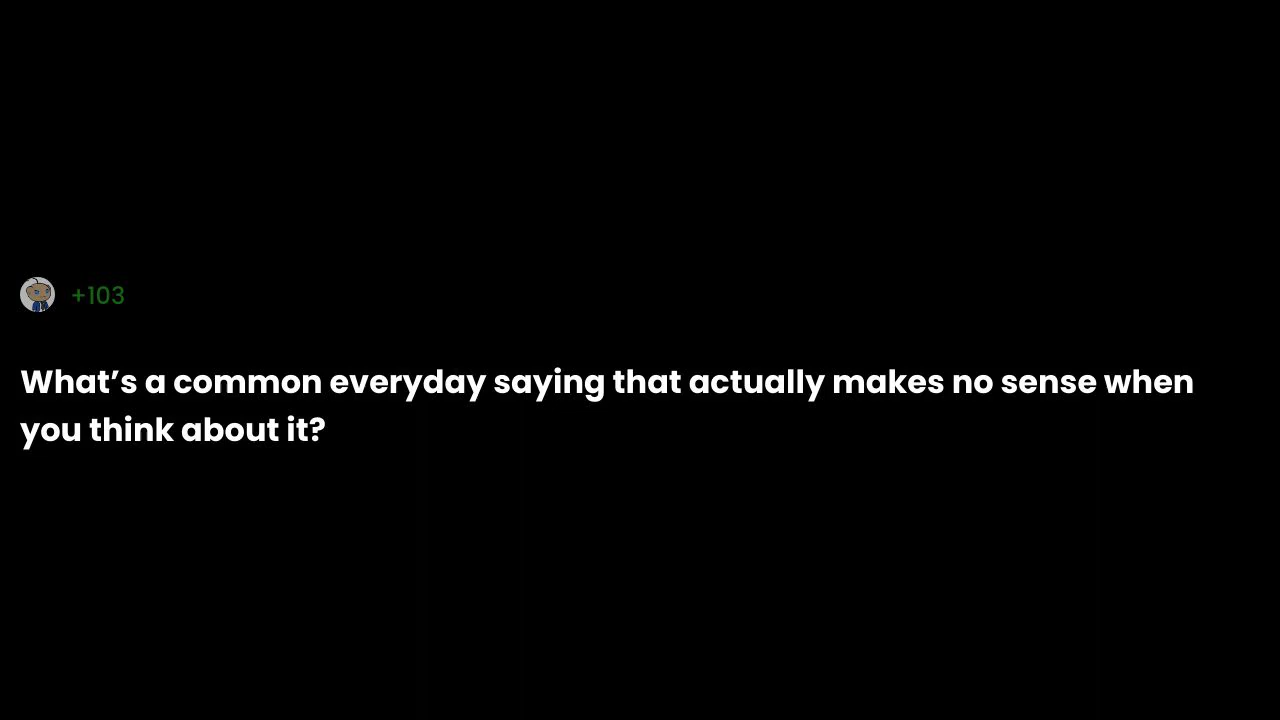 +103
What’s a common everyday saying that actually makes no sense when
you think about it?